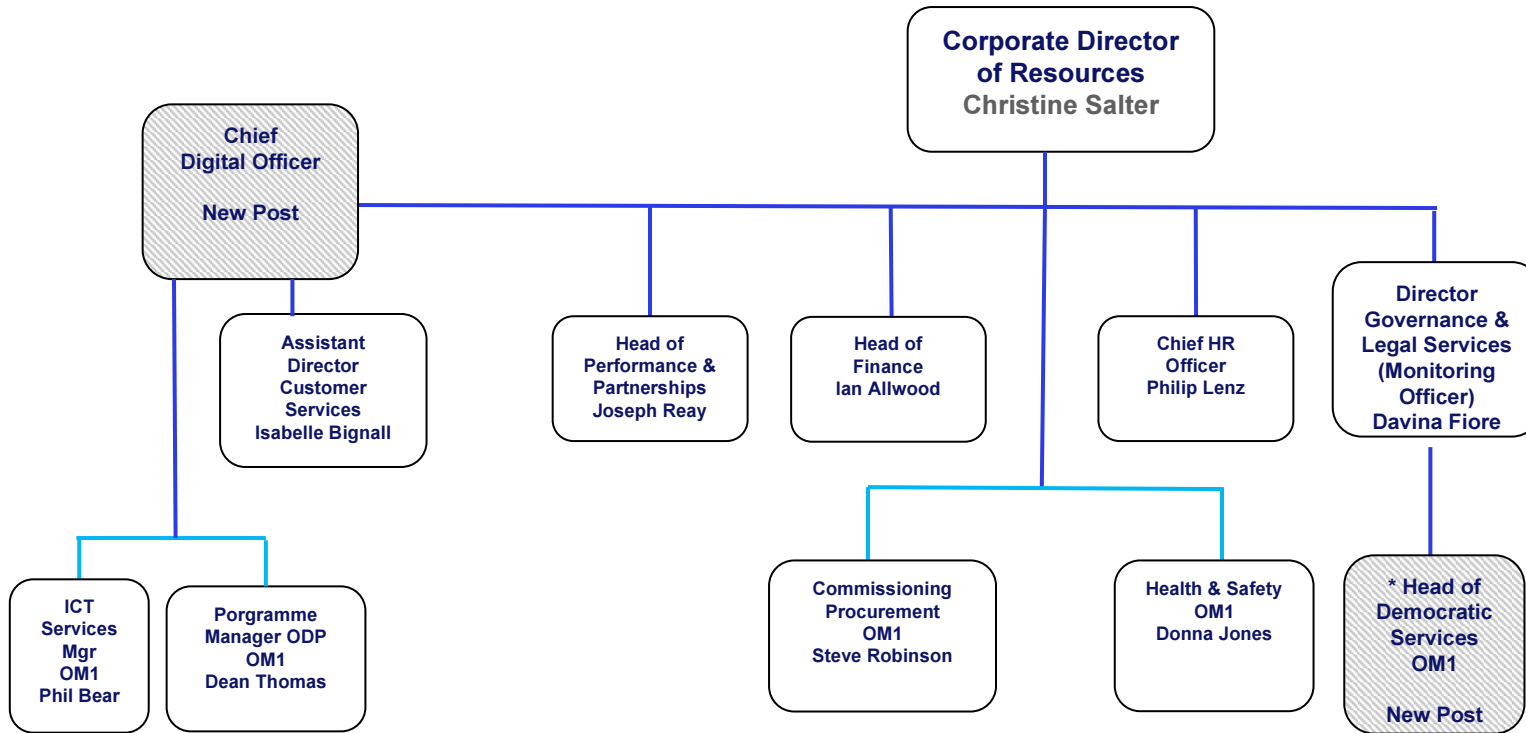 Corporate Director
of Resources
Christine Salter
Chief
Digital Officer
New Post
Assistant
Director
Customer
Services
Isabelle Bignall
Head of
Performance &
Partnerships
Joseph Reay
Head of
Finance
Ian Allwood
Chief HR
Officer
Philip Lenz
Director
Governance &
Legal Services
(Monitoring
Officer)
Davina Fiore
ICT
Services
Mgr
OM1
Phil Bear
Porgramme
Manager ODP
OM1
Dean Thomas
Commissioning
Procurement
OM1
Steve Robinson
Health & Safety
OM1
Donna Jones
* Head of
Democratic
Services
OM1
New Post